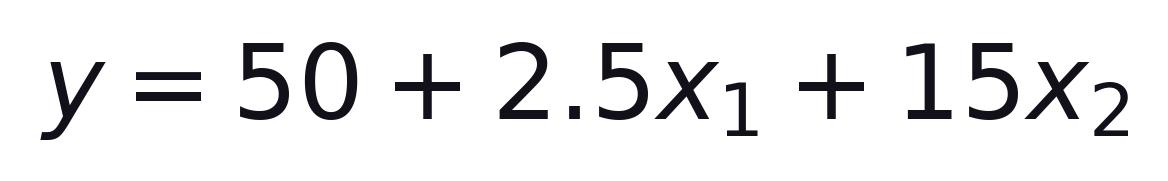 y = 50 + 2.5x₁ + 15x₂